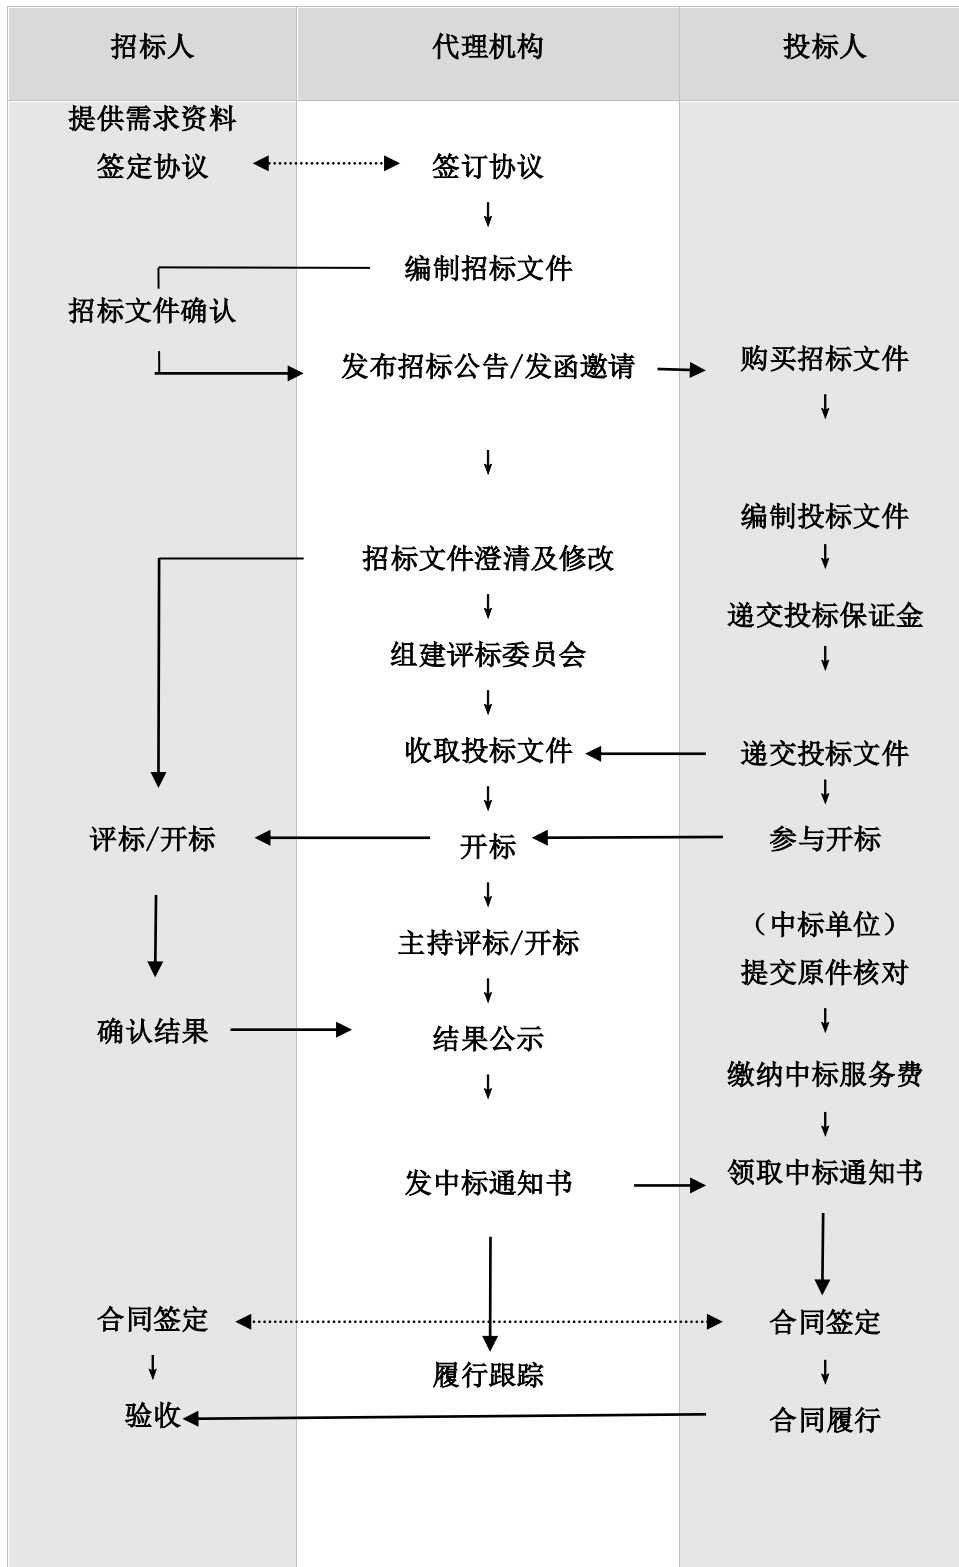 招标人
代理机构
投标人
提供需求资料
签定协议
签订协议
编制招标文件
招标文件确认
发布招标公告/发函邀请
购买招标文件
编制投标文件
招标文件澄清及修改
递交投标保证金
组建评标委员会
收取投标文件
递交投标文件
评标/开标
开标
参与开标
主持评标/开标
（中标单位）
提交原件核对
确认结果
结果公示
缴纳中标服务费
发中标通知书
领取中标通知书
合同签定
合同签定
履行跟踪
验收
合同履行